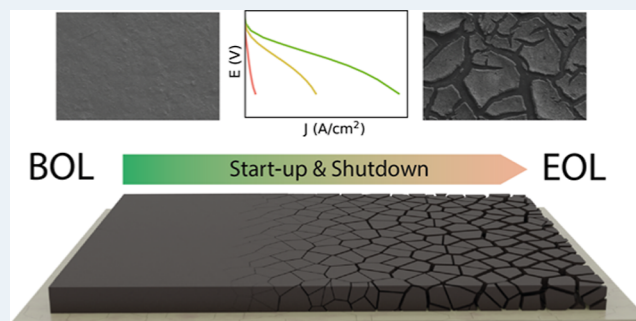 E (V)
J (A/cm²)
BOL
Start-up & Shutdown
EOL